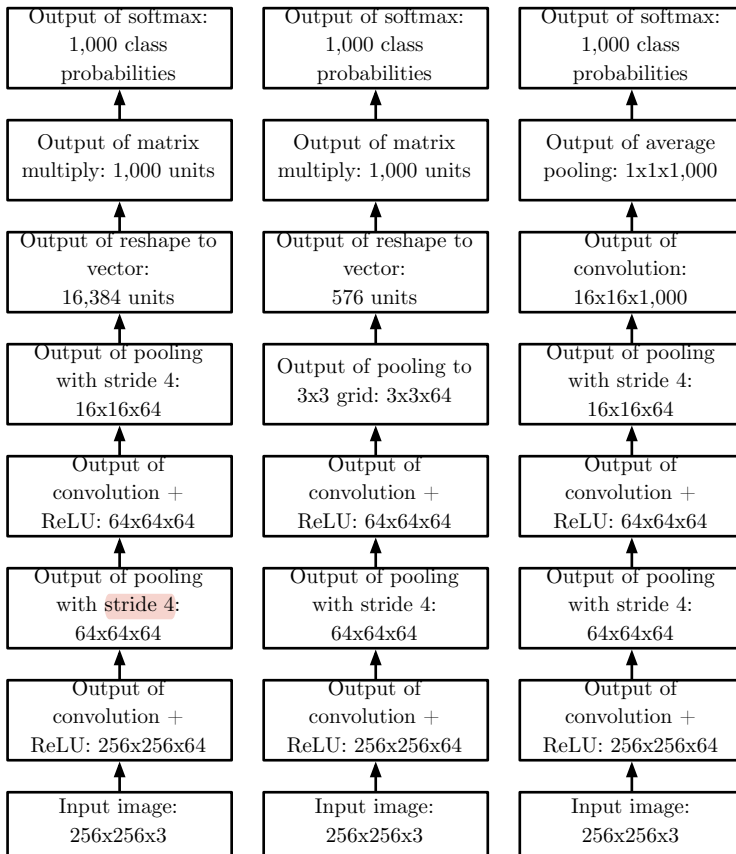 Output of softmax:
1,000 class
probabilities
Output of matrix
multiply: 1,000 units
Output of reshape to
vector:
16,384 units
Output of pooling
with stride 4:
16x16x64
Output of
convolution +
ReLU: 64x64x64
Output of pooling
with stride 4:
64x64x64
Output of
convolution +
ReLU: 256x256x64
Input image:
256x256x3
Output of softmax:
1,000 class
probabilities
Output of matrix
multiply: 1,000 units
Output of reshape to
vector:
576 units
Output of pooling to
3x3 grid: 3x3x64
Output of
convolution +
ReLU: 64x64x64
Output of pooling
with stride 4:
64x64x64
Output of
convolution +
ReLU: 256x256x64
Input image:
256x256x3
Output of softmax:
1,000 class
probabilities
Output of average
pooling: 1x1x1,000
Output of
convolution:
16x16x1,000
Output of pooling
with stride 4:
16x16x64
Output of
convolution +
ReLU: 64x64x64
Output of pooling
with stride 4:
64x64x64
Output of
convolution +
ReLU: 256x256x64
Input image:
256x256x3